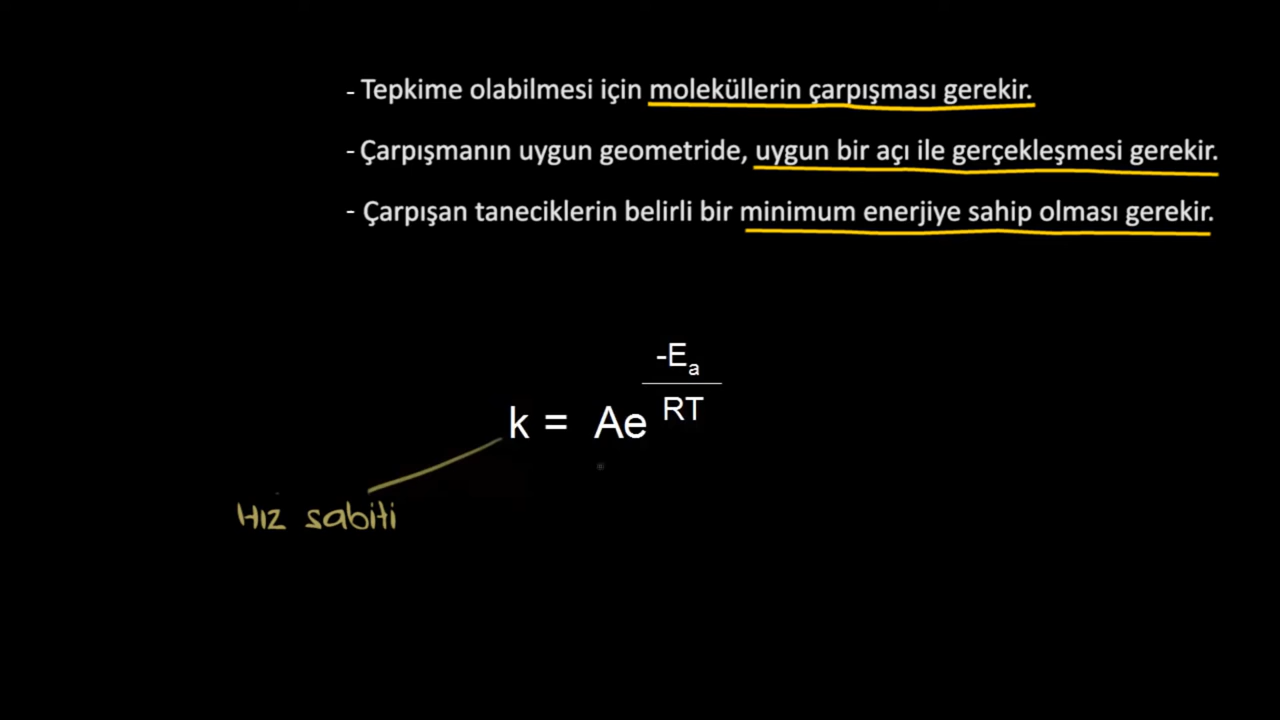 - Tepkime olabilmesi için moleküllerin çarpışması gerekir.
- Çarpışmanın uygun geometride, uygun bir açı ile gerçekleşmesi gerekir.
- Çarpışan taneciklerin belirli bir minimum enerjiye sahip olması gerekir.
-Ea
RT
k = Ae
Hız sabiti